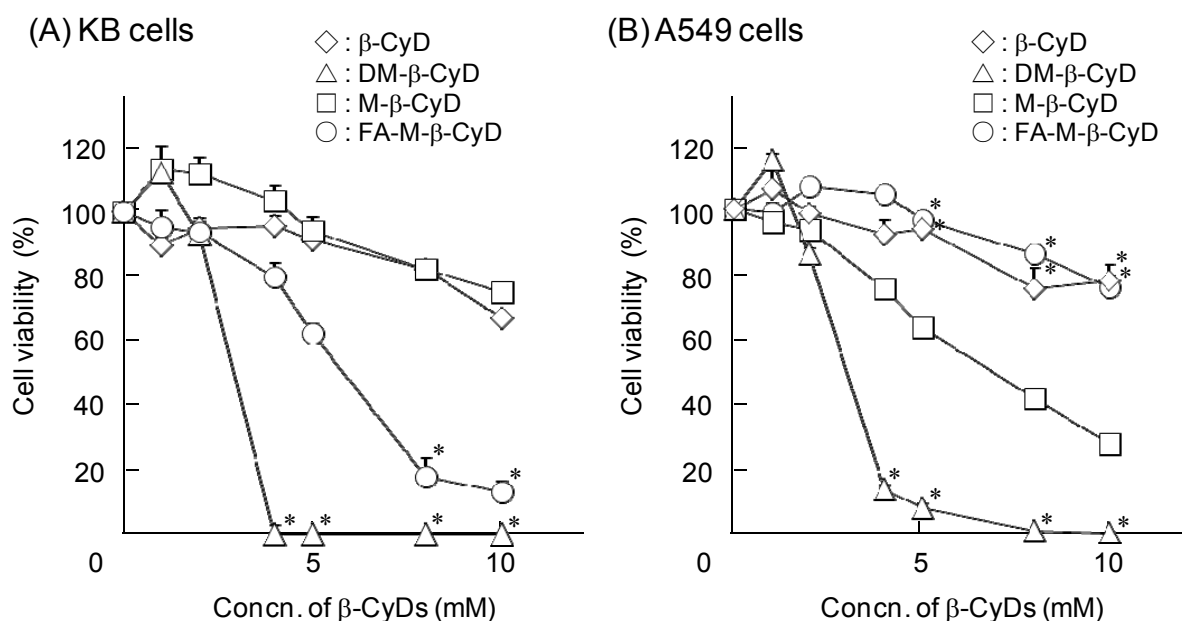 (A) KB cells
◇ : β-CyD
△ : DM-β-CyD
□ : M-β-CyD
○ : FA-M-β-CyD
120
100
80
60
40
20
0
5
10
Cell viability (%)
Concn. of β-CyDs (mM)
*
*
*
*
*
*
(B) A549 cells
◇ : β-CyD
△ : DM-β-CyD
□ : M-β-CyD
○ : FA-M-β-CyD
120
100
80
60
40
20
0
5
10
Cell viability (%)
Concn. of β-CyDs (mM)
*
*
*
*
*
*
*
*
*
*